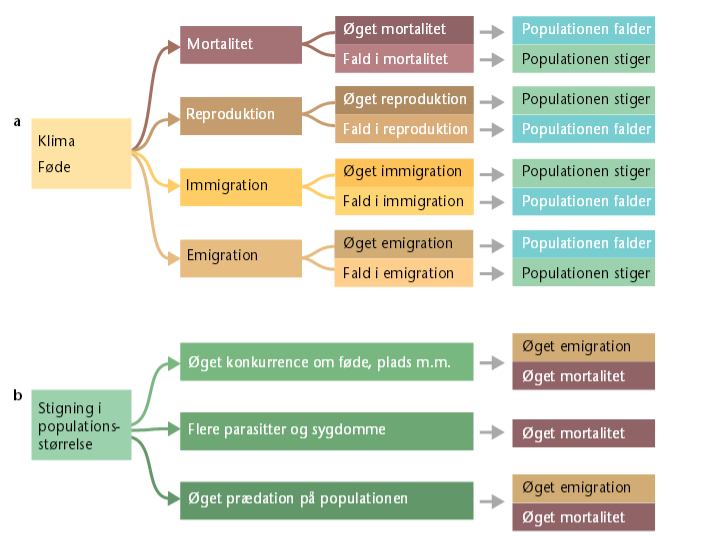 a
Klima
Føde
Mortalitet
Øget mortalitet
Populationen falder
Fald i mortalitet
Populationen stiger
Reproduktion
Øget reproduktion
Populationen stiger
Fald i reproduktion
Populationen falder
Immigration
Øget immigration
Populationen stiger
Fald i immigration
Populationen falder
Emigration
Øget emigration
Populationen falder
Fald i emigration
Populationen stiger
b
Stigning i
populations-
størrelse
Øget konkurrence om føde, plads m.m.
Øget emigration
Øget mortalitet
Flere parasitter og sygdomme
Øget mortalitet
Øget prædation på populationen
Øget emigration
Øget mortalitet